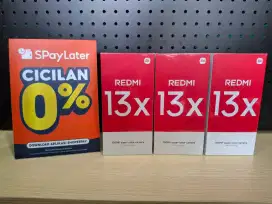 SPayLater
CICILAN
0%
REDMI
13x
REDMI
13x
REDMI
13x